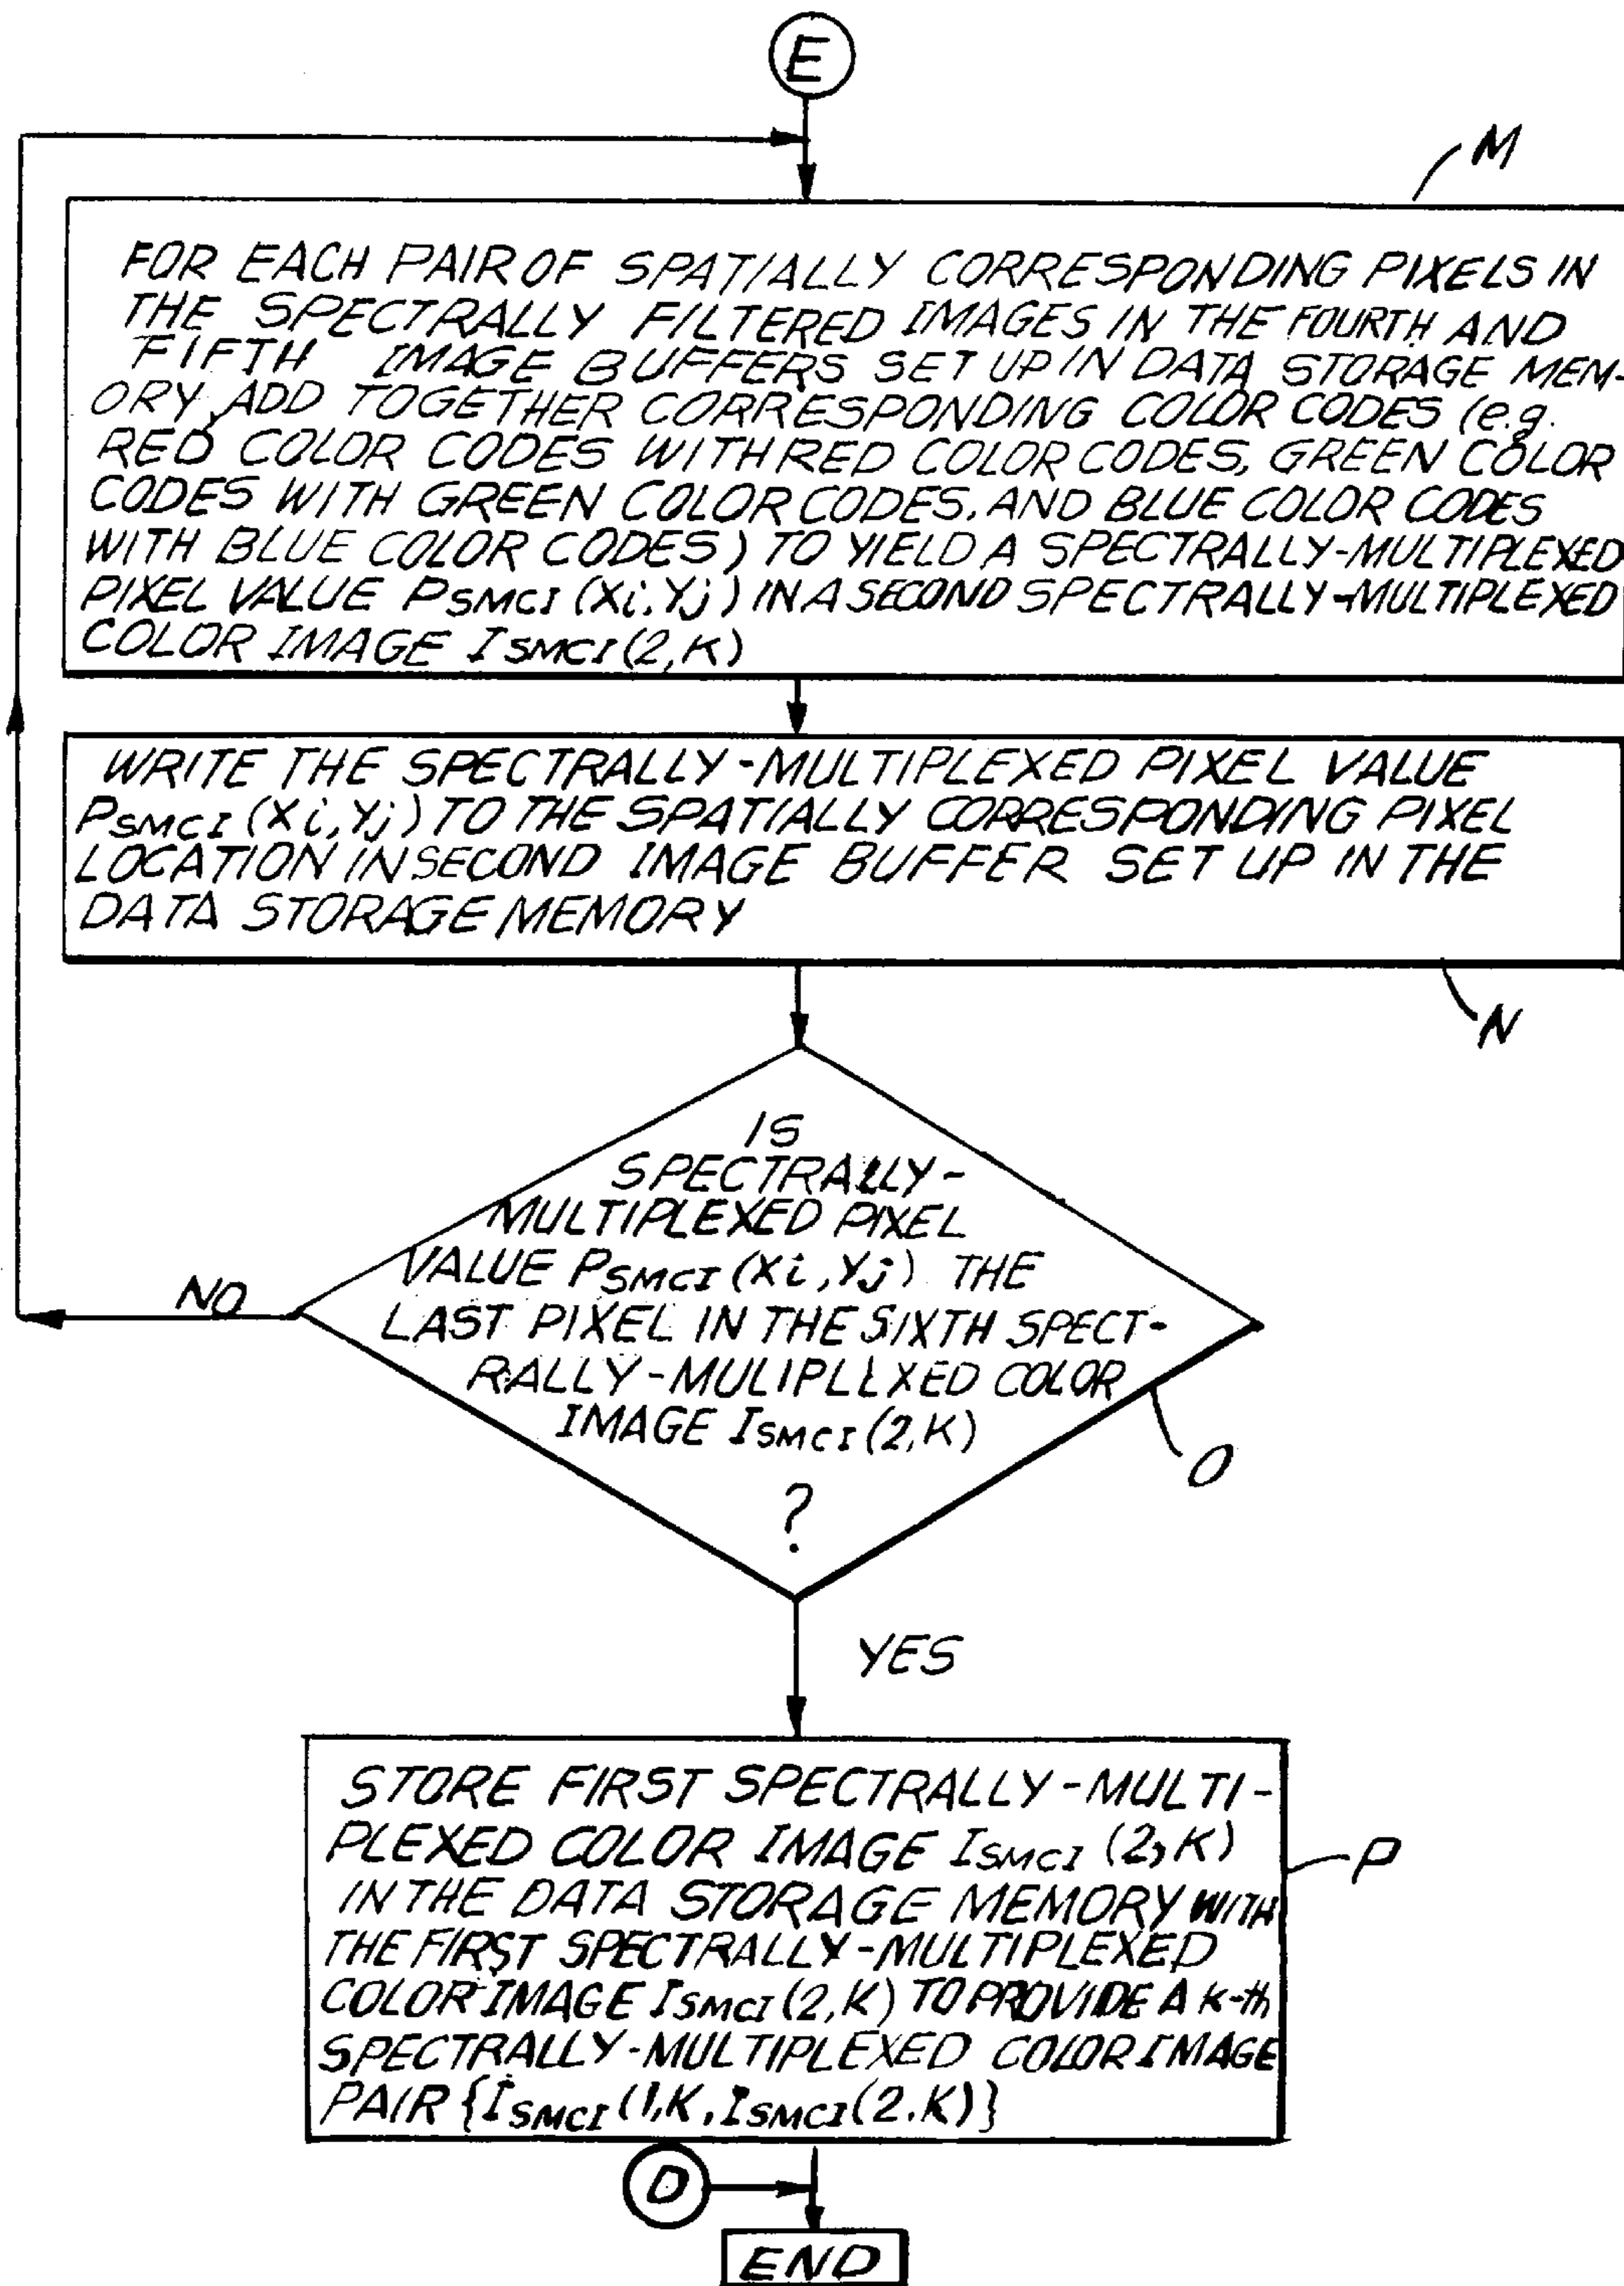 E
M
FOR EACH PAIR OF SPATIALLY CORRESPONDING PIXELS IN
THE SPECTRALLY FILTERED IMAGES IN THE FOURTH AND
FIFTH IMAGE BUFFERS SET UP IN DATA STORAGE MEM-
ORY, ADD TOGETHER CORRESPONDING COLOR CODES (e.g.
RED COLOR CODES WITH RED COLOR CODES, GREEN COLOR
CODES WITH GREEN COLOR CODES, AND BLUE COLOR CODES
WITH BLUE COLOR CODES) TO YIELD A SPECTRALLY-MULTIPLEXED
PIXEL VALUE PSMCI (Xi, Yj) IN A SECOND SPECTRALLY-MULTIPLEXED
COLOR IMAGE ISMCI (2, K)
WRITE THE SPECTRALLY-MULTIPLEXED PIXEL VALUE
PSMCI (Xi, Yj) TO THE SPATIALLY CORRESPONDING PIXEL
LOCATION IN SECOND IMAGE BUFFER SET UP IN THE
DATA STORAGE MEMORY
N
IS
SPECTRALLY-
MULTIPLEXED PIXEL
VALUE PSMCI (Xi, Yj) THE
LAST PIXEL IN THE SIXTH SPECT-
RALLY-MULIPLEXED COLOR
IMAGE ISMCI (2, K)
?
NO
O
YES
STORE FIRST SPECTRALLY-MULTI-
PLEXED COLOR IMAGE ISMCI (2, K)
IN THE DATA STORAGE MEMORY WITH
THE FIRST SPECTRALLY-MULTIPLEXED
COLOR IMAGE ISMCI (2, K) TO PROVIDE A K-th
SPECTRALLY-MULTIPLEXED COLOR IMAGE
PAIR {ISMCI (1, K, ISMCI (2. K)}
P
D
END